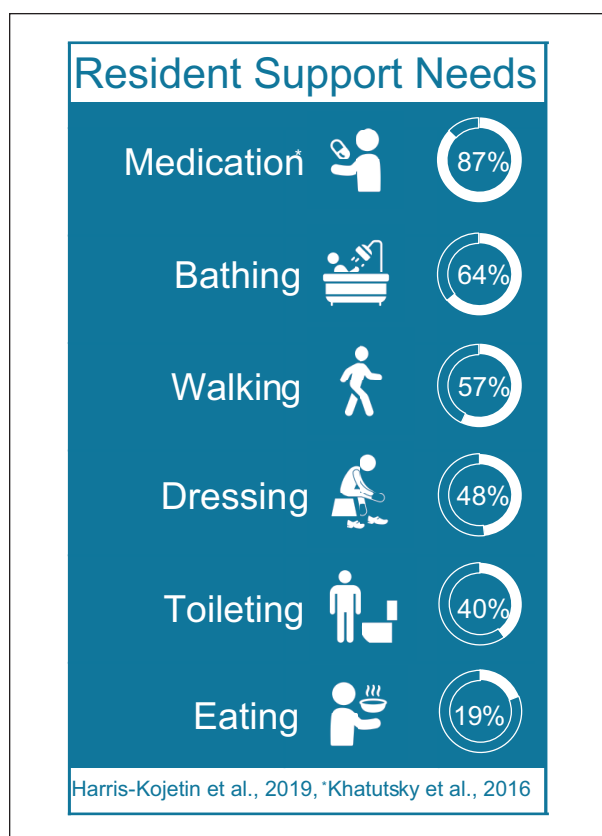 Resident Support Needs
Medication* 87%
Bathing 64%
Walking 57%
Dressing 48%
Toileting 40%
Eating 19%
Harris-Kojetin et al., 2019, *Khatutsky et al., 2016